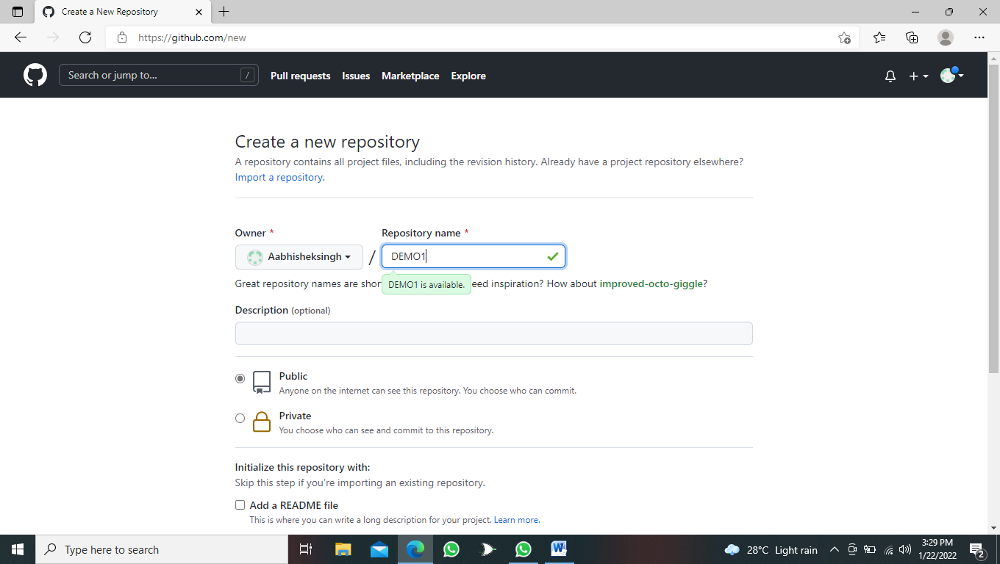 Create a New Repository
https://github.com/new
Search or jump to... /
Pull requests Issues Marketplace Explore
Create a new repository
A repository contains all project files, including the revision history. Already have a project repository elsewhere?
Import a repository.
Owner * Repository name *
Aabhisheksingh / DEMO1
Great repository names are shor DEMO1 is available. eed inspiration? How about improved-octo-giggle?
Description (optional)
Public
Anyone on the internet can see this repository. You choose who can commit.
Private
You choose who can see and commit to this repository.
Initialize this repository with:
Skip this step if you're importing an existing repository.
Add a README file
This is where you can write a long description for your project. Learn more.
Type here to search
28°C Light rain
3:29 PM
1/22/2022
2